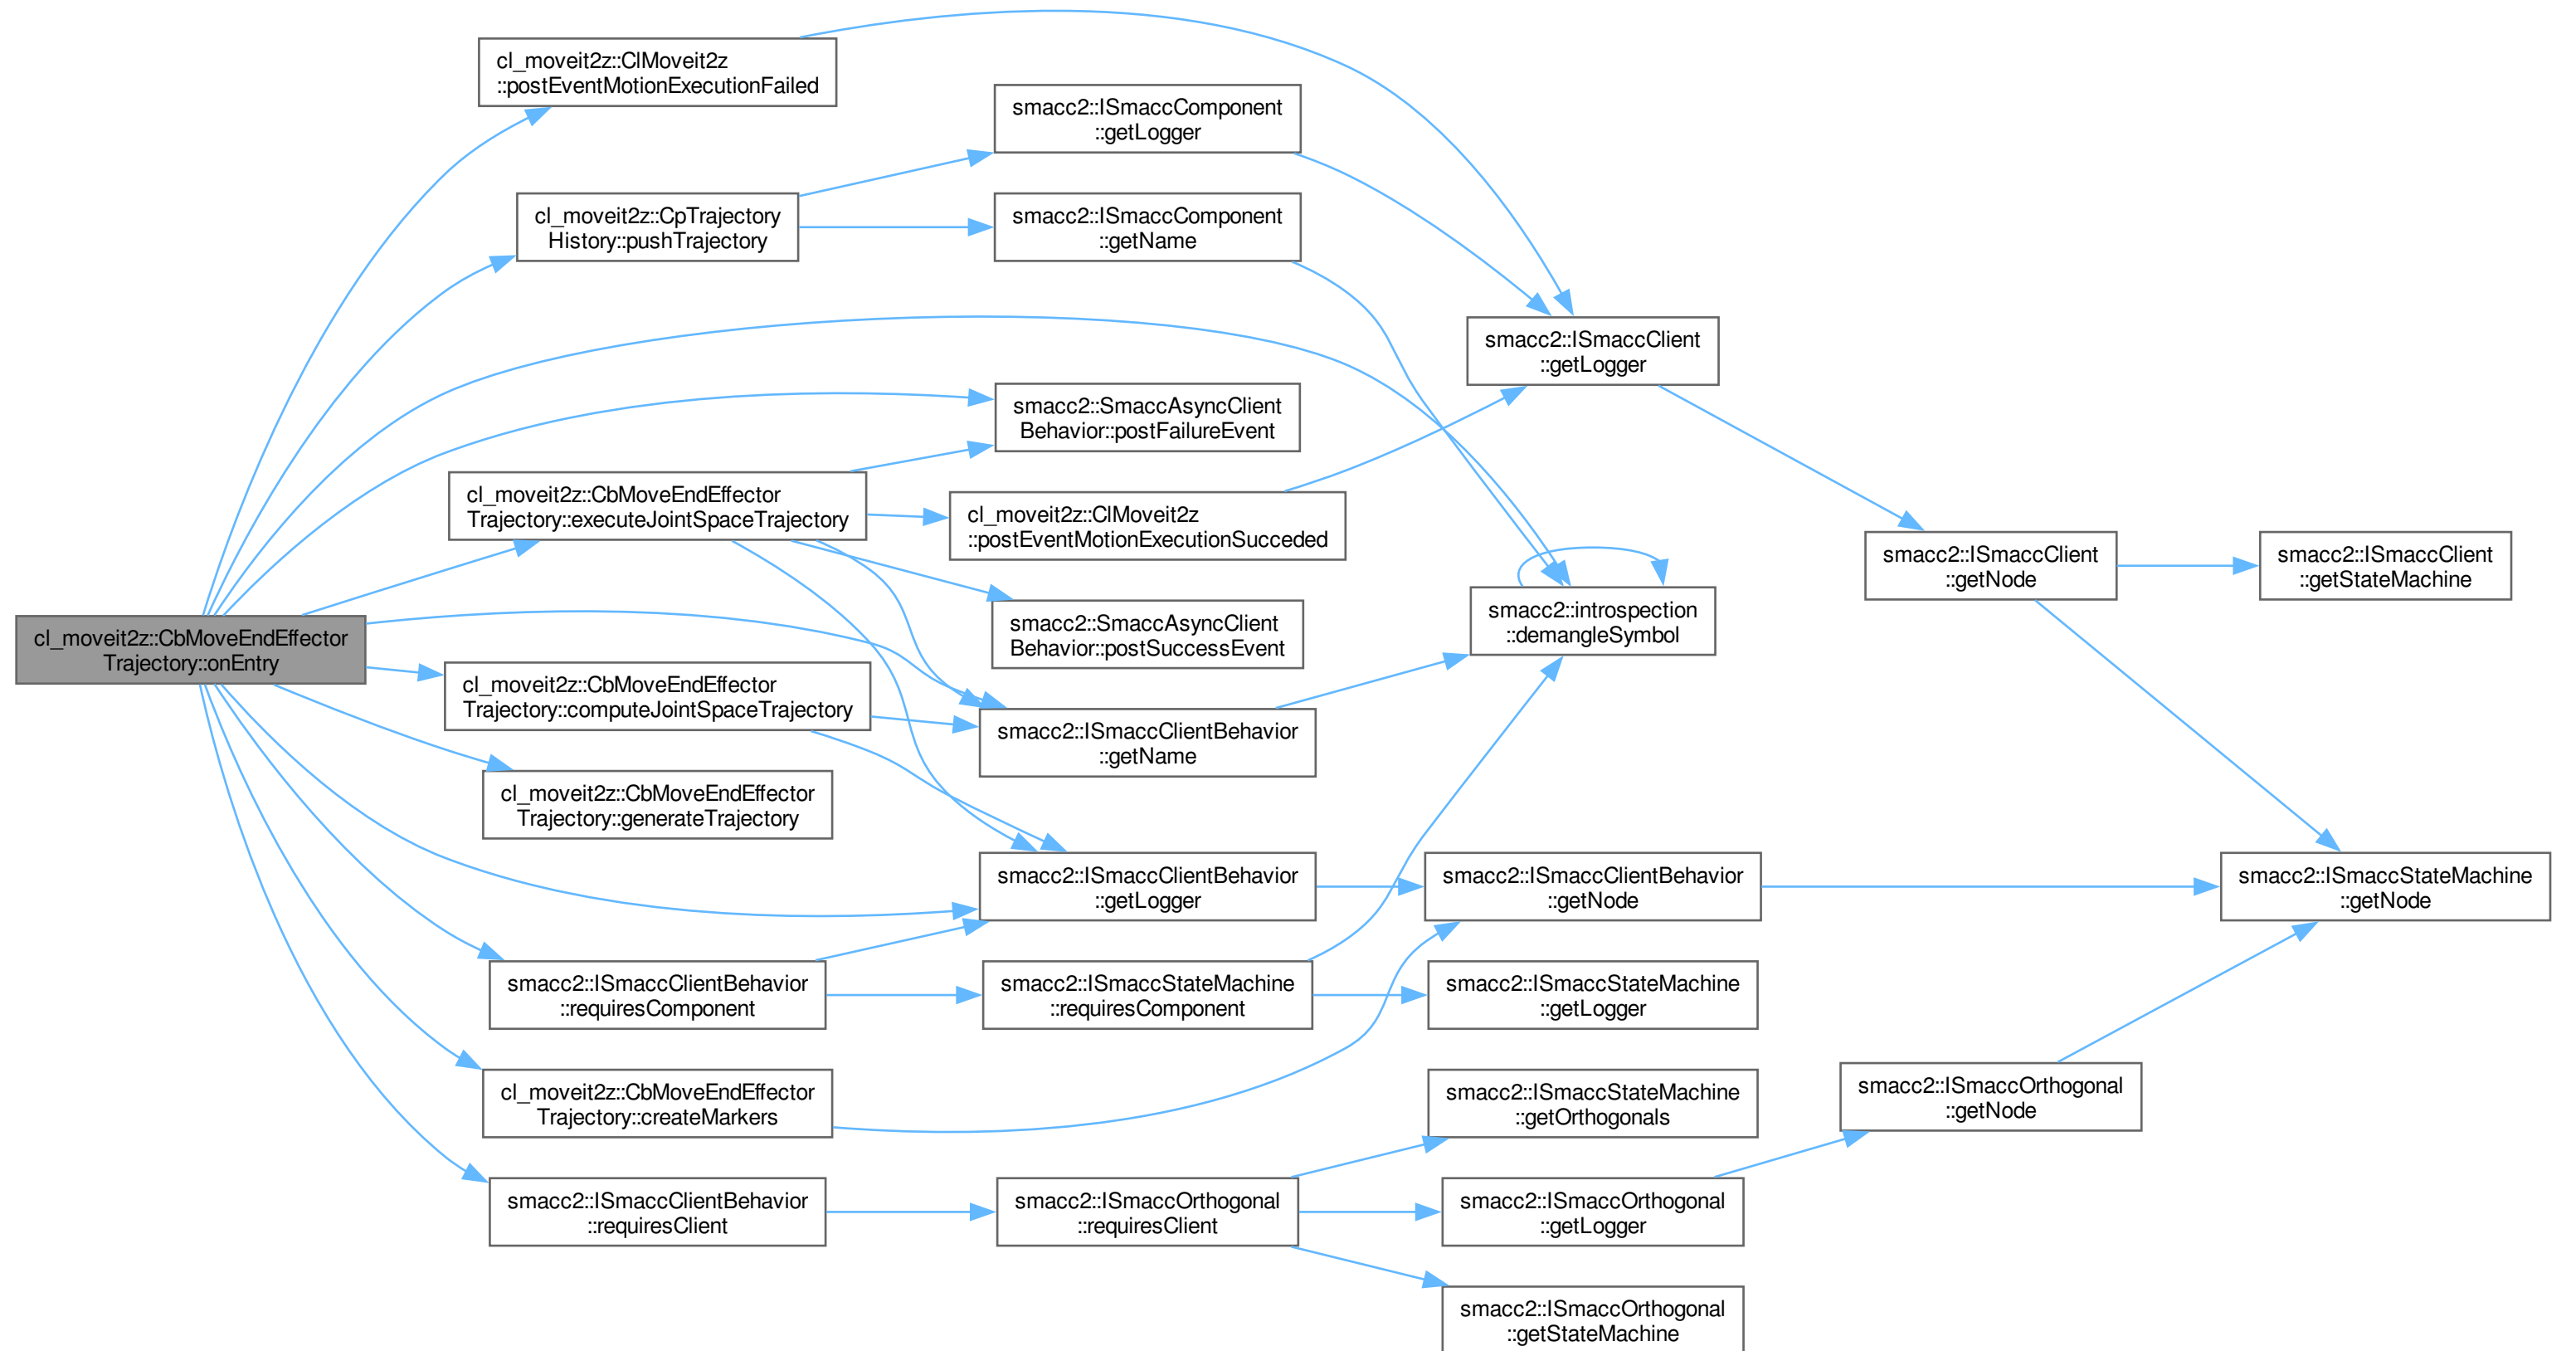 cl_moveit2z::ClMoveit2z
::postEventMotionExecutionFailed
smacc2::ISmaccComponent
::getLogger
cl_moveit2z::CpTrajectory
History::pushTrajectory
smacc2::ISmaccComponent
::getName
smacc2::ISmaccClient
::getLogger
smacc2::SmaccAsyncClient
Behavior::postFailureEvent
cl_moveit2z::CbMoveEndEffector
Trajectory::executeJointSpaceTrajectory
cl_moveit2z::ClMoveit2z
::postEventMotionExecutionSucceded
smacc2::ISmaccClient
::getNode
smacc2::ISmaccClient
::getStateMachine
smacc2::SmaccAsyncClient
Behavior::postSuccessEvent
smacc2::introspection
::demangleSymbol
cl_moveit2z::CbMoveEndEffector
Trajectory::onEntry
cl_moveit2z::CbMoveEndEffector
Trajectory::computeJointSpaceTrajectory
smacc2::ISmaccClientBehavior
::getName
cl_moveit2z::CbMoveEndEffector
Trajectory::generateTrajectory
smacc2::ISmaccClientBehavior
::getLogger
smacc2::ISmaccClientBehavior
::getNode
smacc2::ISmaccStateMachine
::getNode
smacc2::ISmaccClientBehavior
::requiresComponent
smacc2::ISmaccStateMachine
::requiresComponent
smacc2::ISmaccStateMachine
::getLogger
cl_moveit2z::CbMoveEndEffector
Trajectory::createMarkers
smacc2::ISmaccStateMachine
::getOrthogonals
smacc2::ISmaccOrthogonal
::getNode
smacc2::ISmaccClientBehavior
::requiresClient
smacc2::ISmaccOrthogonal
::requiresClient
smacc2::ISmaccOrthogonal
::getLogger
smacc2::ISmaccOrthogonal
::getStateMachine